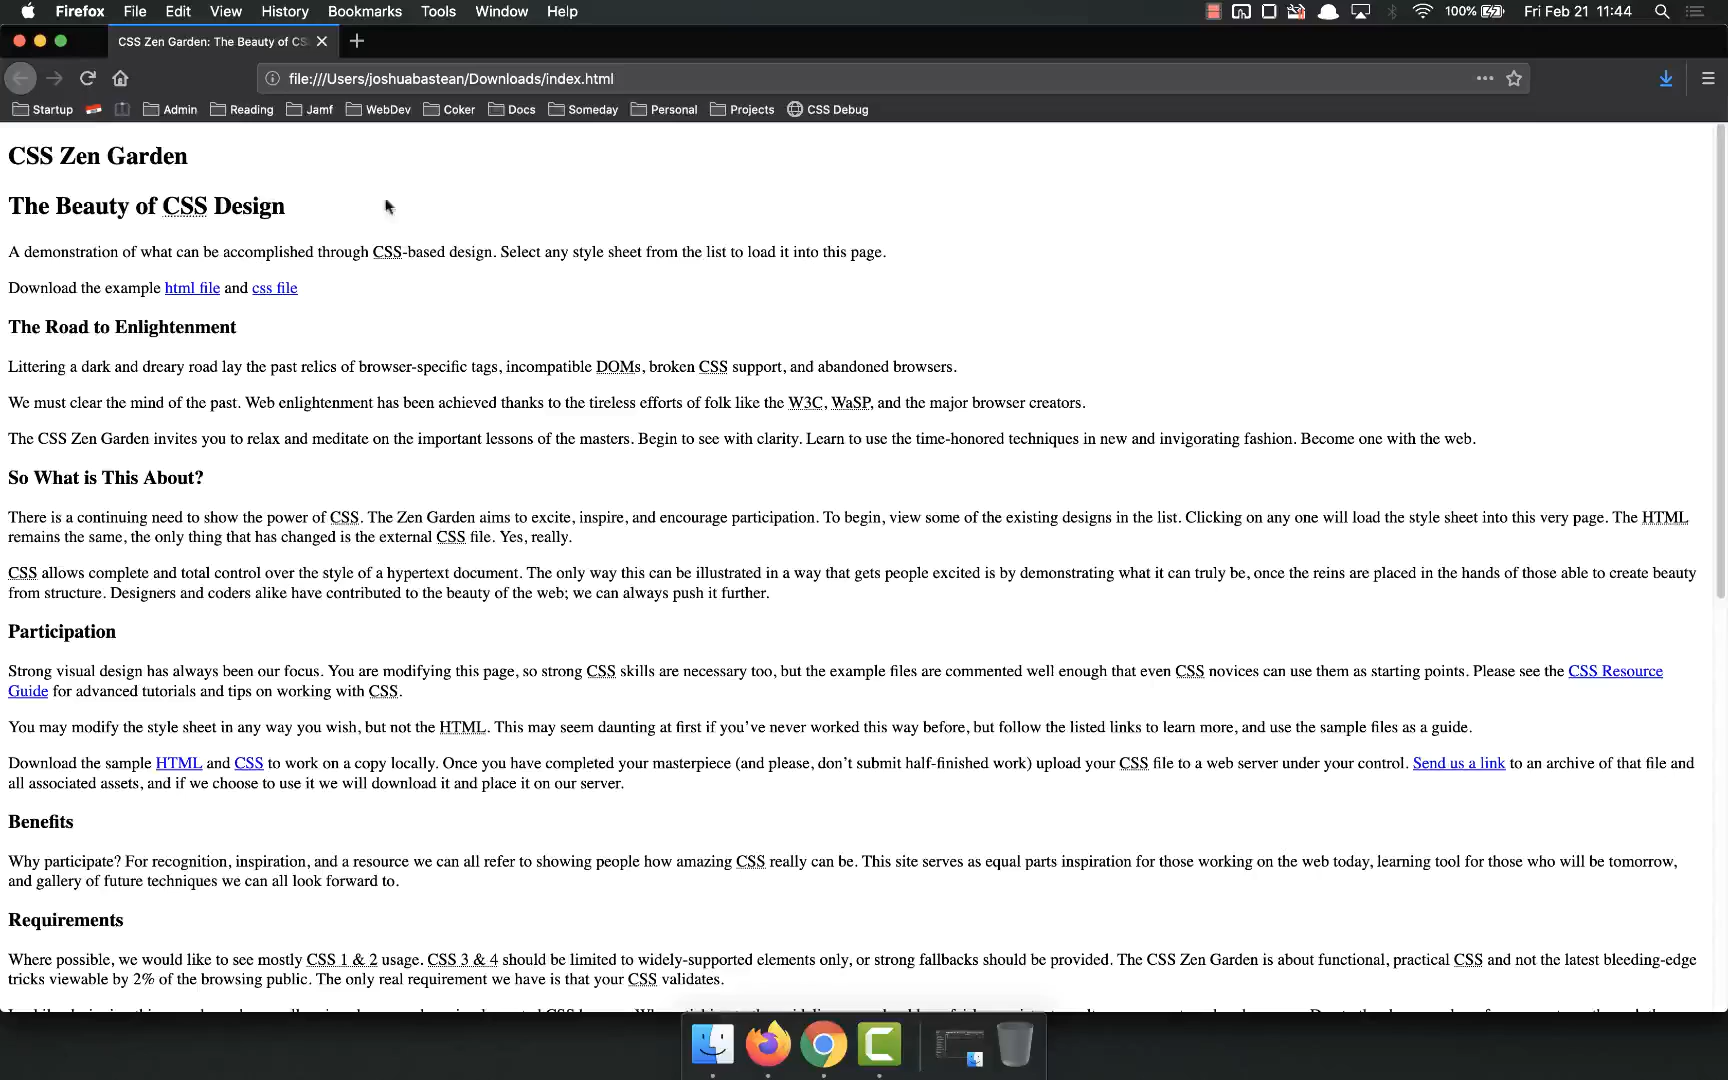 Firefox File Edit View History Bookmarks Tools Window Help 100% Fri Feb 21 11:44
CSS Zen Garden: The Beauty of CS
file:///Users/joshuabastean/Downloads/index.html
Startup Admin Reading Jamf WebDev Coker Docs Someday Personal Projects CSS Debug
CSS Zen Garden
The Beauty of CSS Design
A demonstration of what can be accomplished through CSS-based design. Select any style sheet from the list to load it into this page.
Download the example html file and css file
The Road to Enlightenment
Littering a dark and dreary road lay the past relics of browser-specific tags, incompatible DOMs, broken CSS support, and abandoned browsers.
We must clear the mind of the past. Web enlightenment has been achieved thanks to the tireless efforts of folk like the W3C, WaSP, and the major browser creators.
The CSS Zen Garden invites you to relax and meditate on the important lessons of the masters. Begin to see with clarity. Learn to use the time-honored techniques in new and invigorating fashion. Become one with the web.
So What is This About?
There is a continuing need to show the power of CSS. The Zen Garden aims to excite, inspire, and encourage participation. To begin, view some of the existing designs in the list. Clicking on any one will load the style sheet into this very page. The HTML
remains the same, the only thing that has changed is the external CSS file. Yes, really.
CSS allows complete and total control over the style of a hypertext document. The only way this can be illustrated in a way that gets people excited is by demonstrating what it can truly be, once the reins are placed in the hands of those able to create beauty
from structure. Designers and coders alike have contributed to the beauty of the web; we can always push it further.
Participation
Strong visual design has always been our focus. You are modifying this page, so strong CSS skills are necessary too, but the example files are commented well enough that even CSS novices can use them as starting points. Please see the CSS Resource
Guide for advanced tutorials and tips on working with CSS.
You may modify the style sheet in any way you wish, but not the HTML. This may seem daunting at first if you’ve never worked this way before, but follow the listed links to learn more, and use the sample files as a guide.
Download the sample HTML and CSS to work on a copy locally. Once you have completed your masterpiece (and please, don’t submit half-finished work) upload your CSS file to a web server under your control. Send us a link to an archive of that file and
all associated assets, and if we choose to use it we will download it and place it on our server.
Benefits
Why participate? For recognition, inspiration, and a resource we can all refer to showing people how amazing CSS really can be. This site serves as equal parts inspiration for those working on the web today, learning tool for those who will be tomorrow,
and gallery of future techniques we can all look forward to.
Requirements
Where possible, we would like to see mostly CSS 1 & 2 usage. CSS 3 & 4 should be limited to widely-supported elements only, or strong fallbacks should be provided. The CSS Zen Garden is about functional, practical CSS and not the latest bleeding-edge
tricks viewable by 2% of the browsing public. The only real requirement we have is that your CSS validates.